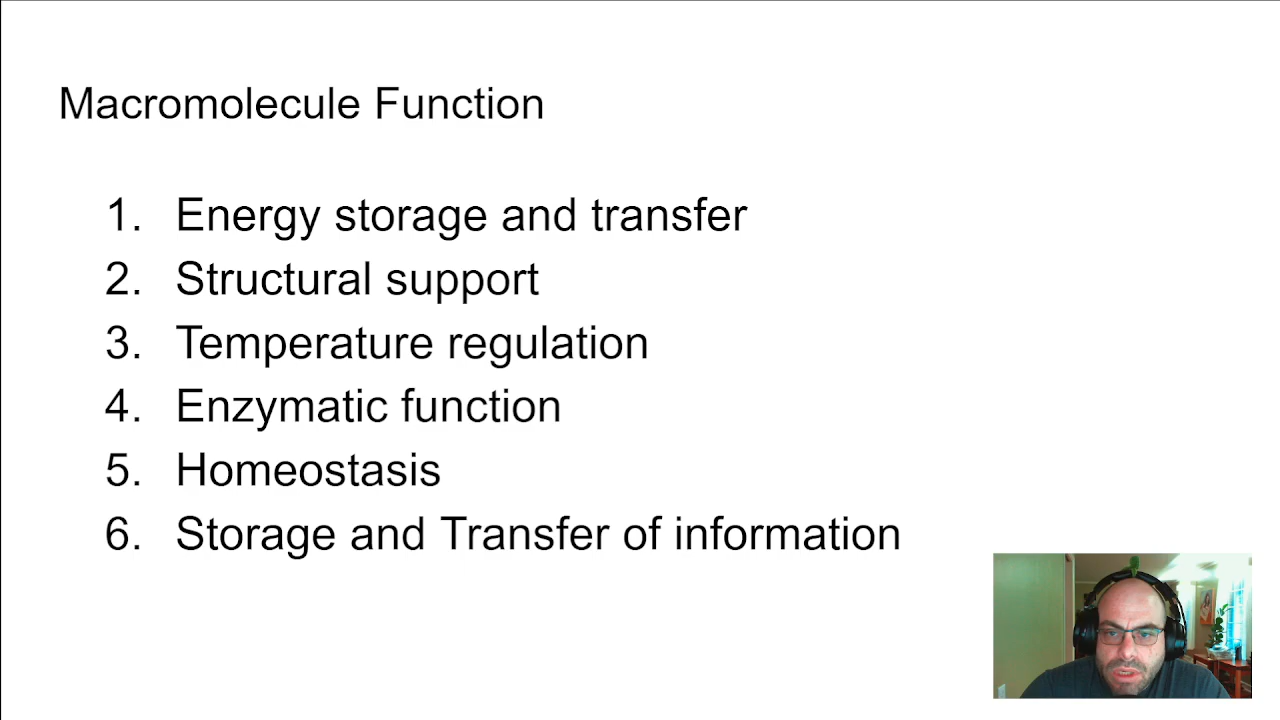 Macromolecule Function
1. Energy storage and transfer
2. Structural support
3. Temperature regulation
4. Enzymatic function
5. Homeostasis
6. Storage and Transfer of information